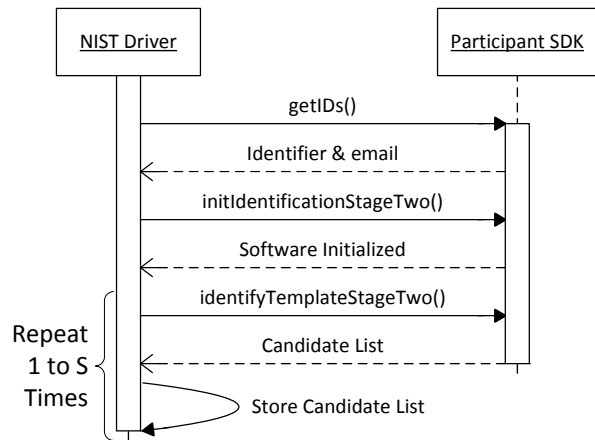 NIST Driver
Participant SDK
getIDs()
Identifier & email
initIdentificationStageTwo()
Software Initialized
identifyTemplateStageTwo()
Repeat
1 to S
Times
Candidate List
Store Candidate List